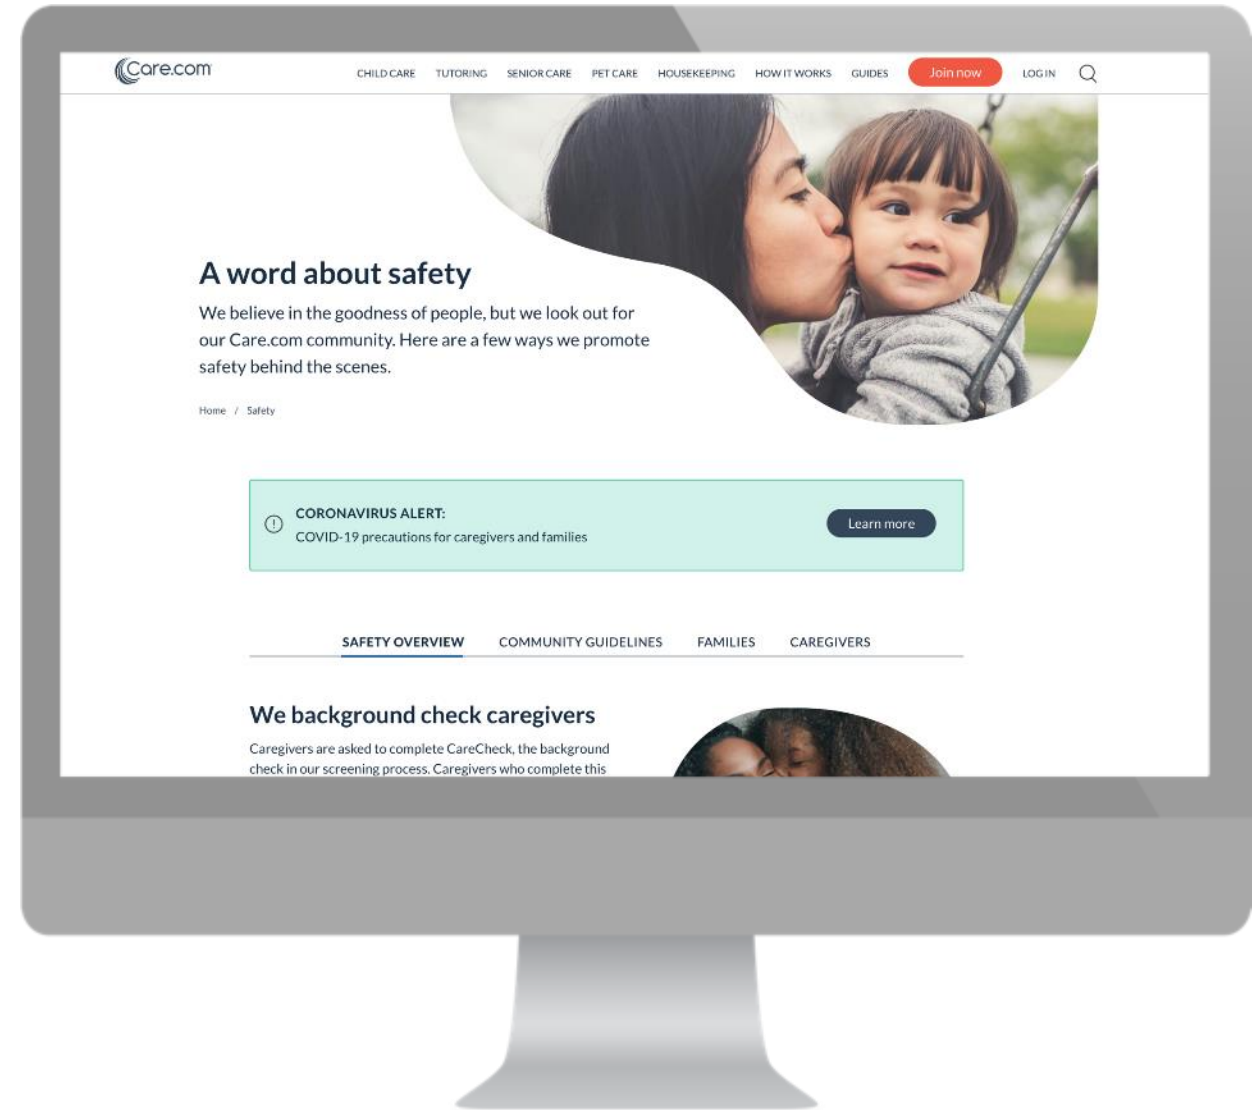 Care.com
CHILD CARE TUTORING SENIOR CARE PET CARE HOUSEKEEPING HOW IT WORKS GUIDES Join now LOG IN
A word about safety
We believe in the goodness of people, but we look out for
our Care.com community. Here are a few ways we promote
safety behind the scenes.
Home / Safety
CORONAVIRUS ALERT:
COVID-19 precautions for caregivers and families
Learn more
SAFETY OVERVIEW COMMUNITY GUIDELINES FAMILIES CAREGIVERS
We background check caregivers
Caregivers are asked to complete CareCheck, the background
check in our screening process. Caregivers who complete this